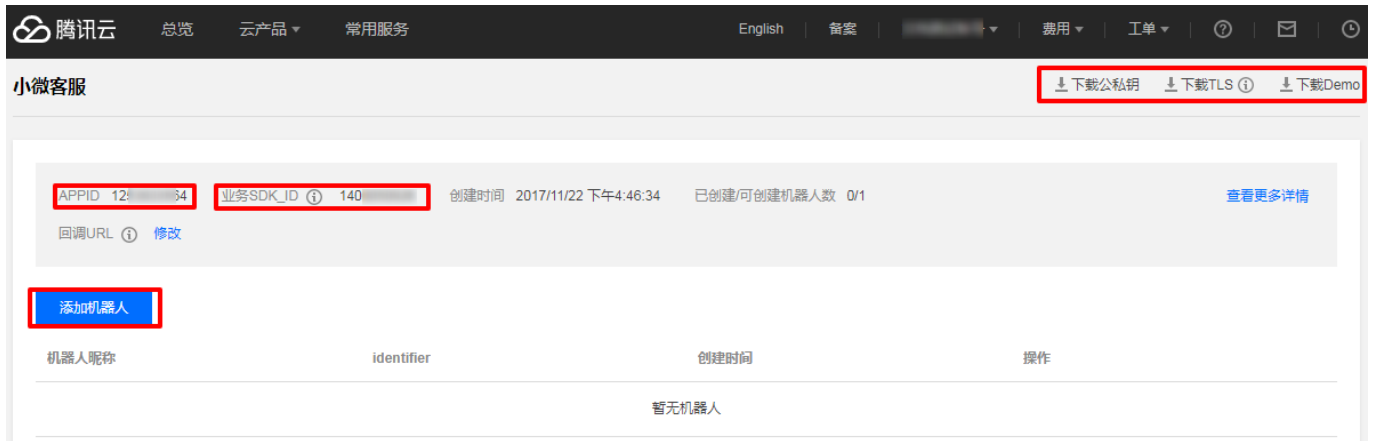 腾讯云 总览 云产品 常用服务 English 备案 费用 工单
小微客服 下载公私钥 下载TLS 下载Demo
APPID 12 64 业务SDK_ID 140 创建时间 2017/11/22 下午4:46:34 已创建/可创建机器人数 0/1 查看更多详情
回调URL 修改
添加机器人
机器人昵称 identifier 创建时间 操作
暂无机器人